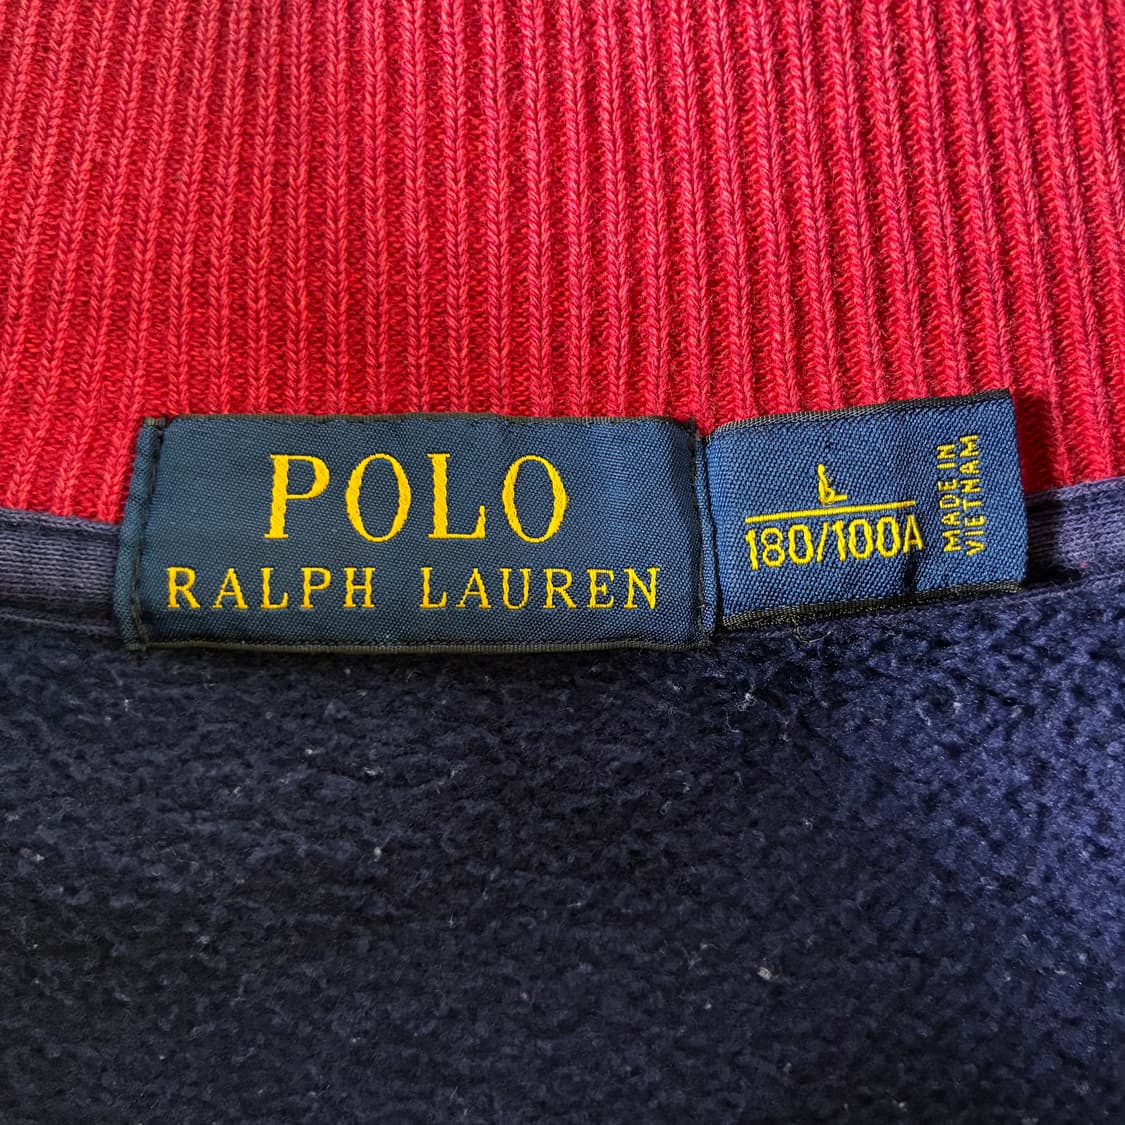 POLO
RALPH LAUREN
L
180/100A
MADE IN
VIETNAM